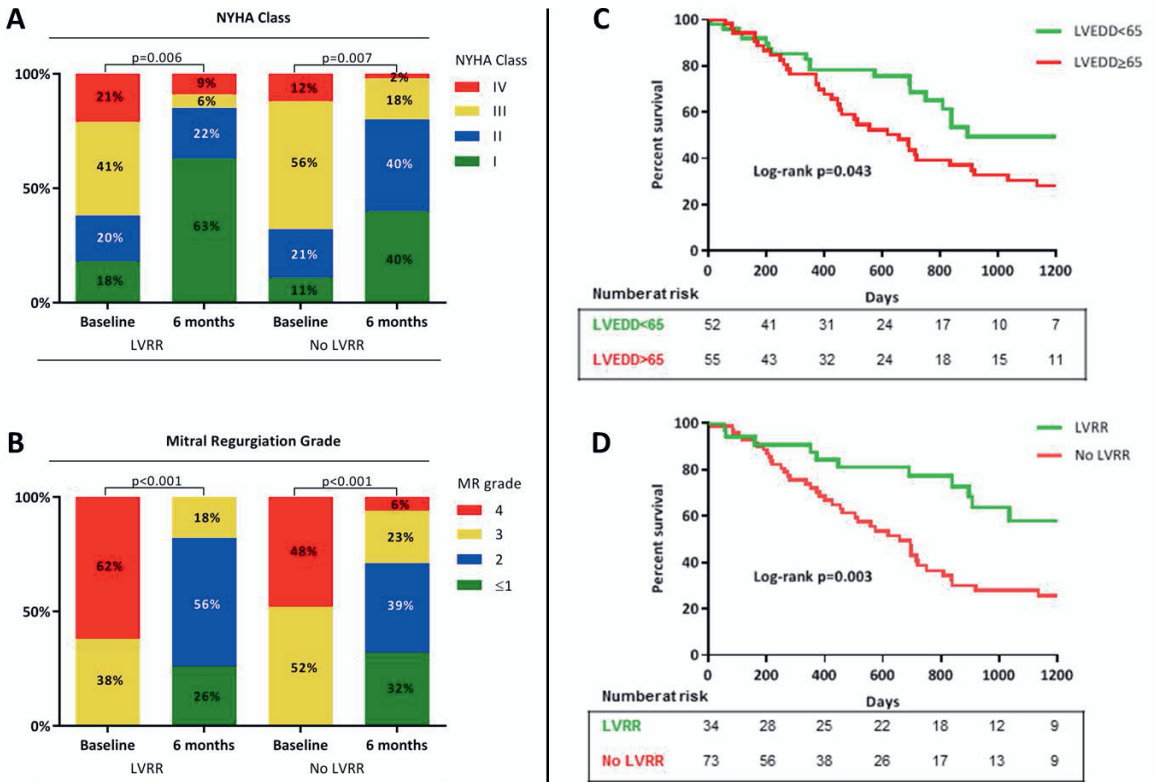 A
NYHA Class
p=0.006
p=0.007
NYHA Class
IV
III
II
I
100%
50%
0%
21%
41%
20%
18%
9%
6%
22%
63%
12%
56%
21%
11%
2%
18%
40%
40%
Baseline
6 months
Baseline
6 months
LVRR
No LVRR
B
Mitral Regurgiation Grade
p<0.001
p<0.001
MR grade
4
3
2
≤1
100%
50%
0%
62%
38%
18%
56%
26%
48%
52%
6%
23%
39%
32%
Baseline
6 months
Baseline
6 months
LVRR
No LVRR
C
LVEDD<65
LVEDD≥65
Percent survival
100
80
60
40
20
0
Log-rank p=0.043
0 200 400 600 800 1000 1200
Number at risk
Days
LVEDD<65 52 41 31 24 17 10 7
LVEDD>65 55 43 32 24 18 15 11
D
LVRR
No LVRR
Percent survival
100
80
60
40
20
0
Log-rank p=0.003
0 200 400 600 800 1000 1200
Number at risk
Days
LVRR 34 28 25 22 18 12 9
No LVRR 73 56 38 26 17 13 9